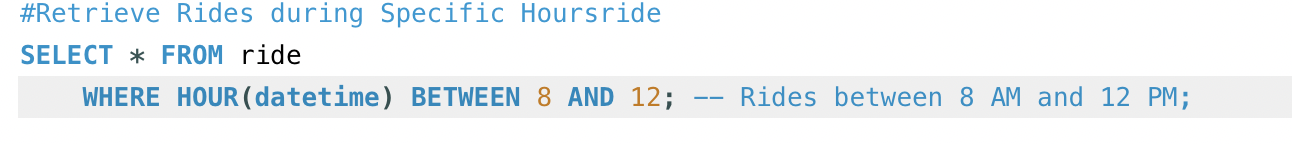 #Retrieve Rides during Specific Hoursride
SELECT * FROM ride
    WHERE HOUR(datetime) BETWEEN 8 AND 12; -- Rides between 8 AM and 12 PM;